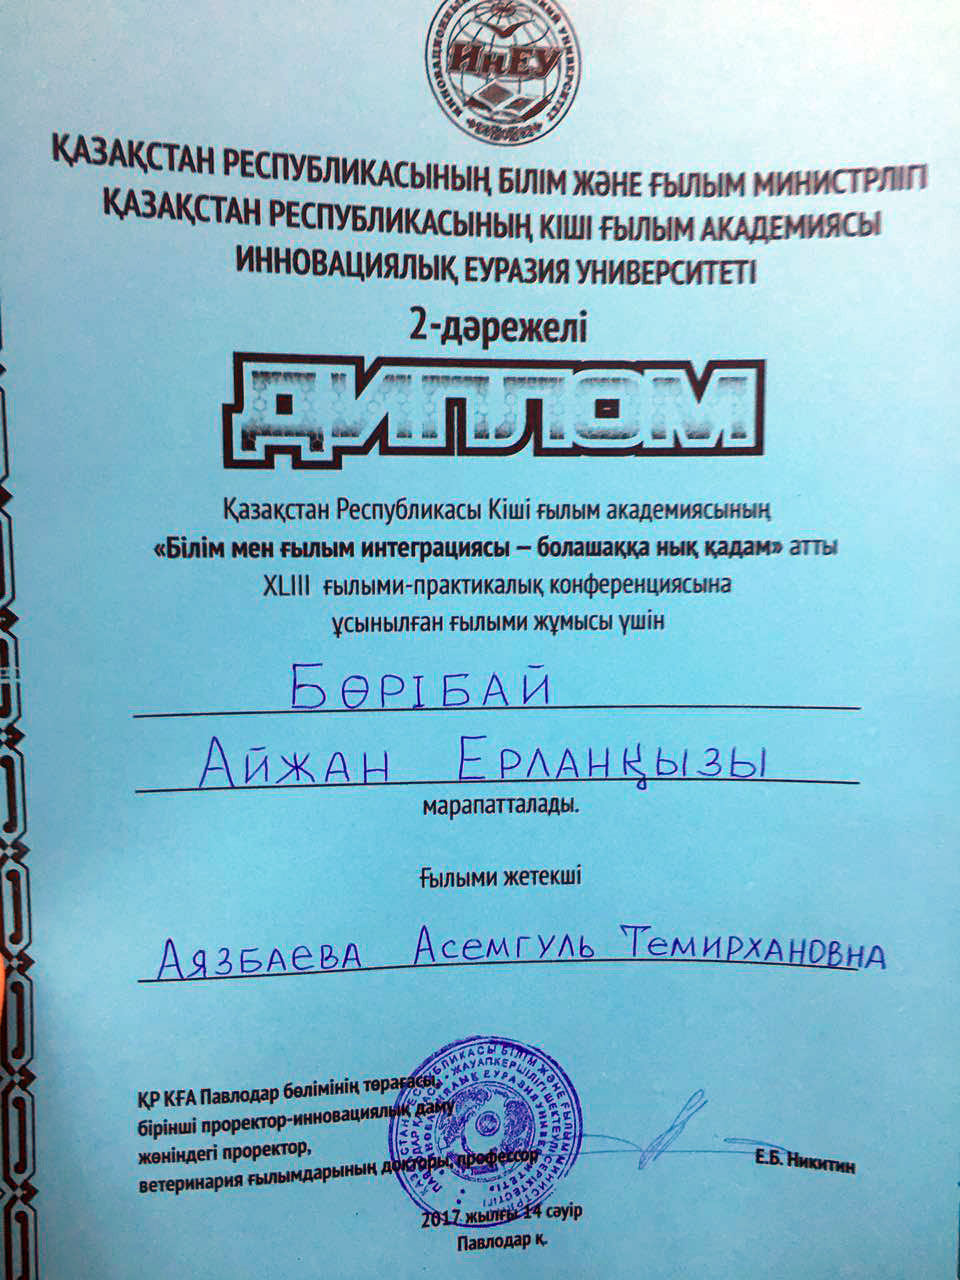 ИнЕУ
ҚАЗАҚСТАН РЕСПУБЛИКАСЫНЫҢ БІЛІМ ЖӘНЕ ҒЫЛЫМ МИНИСТРЛІГІ
ҚАЗАҚСТАН РЕСПУБЛИКАСЫНЫҢ КІШІ ҒЫЛЫМ АКАДЕМИЯСЫ
ИННОВАЦИЯЛЫҚ ЕУРАЗИЯ УНИВЕРСИТЕТІ
2-дәрежелі
ДИПЛОМ
Қазақстан Республикасы Кіші ғылым академиясының
«Білім мен ғылым интеграциясы – болашаққа нық қадам» атты
XLIII ғылыми-практикалық конференциясына
ұсынылған ғылыми жұмысы үшін
БӨРІБАЙ
АЙЖАН ЕРЛАНҚЫЗЫ
марапатталады.
Ғылыми жетекші
АЯЗБАЕВА АСЕМГУЛЬ ТЕМИРХАНОВНА
ҚР КҒА Павлодар бөлімінің төрағасы,
бірінші проректор-инновациялық даму
жөніндегі проректор,
ветеринария ғылымдарының докторы, профессор
Е.Б. Никитин
2017 жылғы 14 сәуір
Павлодар қ.